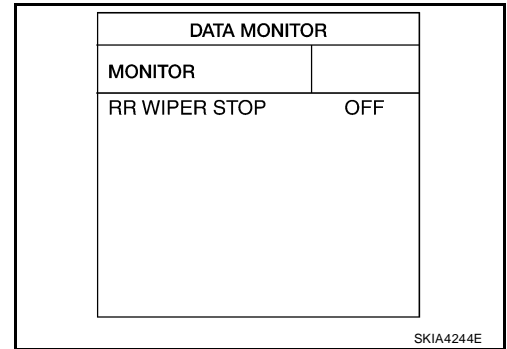 DATA MONITOR
MONITOR
RR WIPER STOP OFF
SKIA4244E